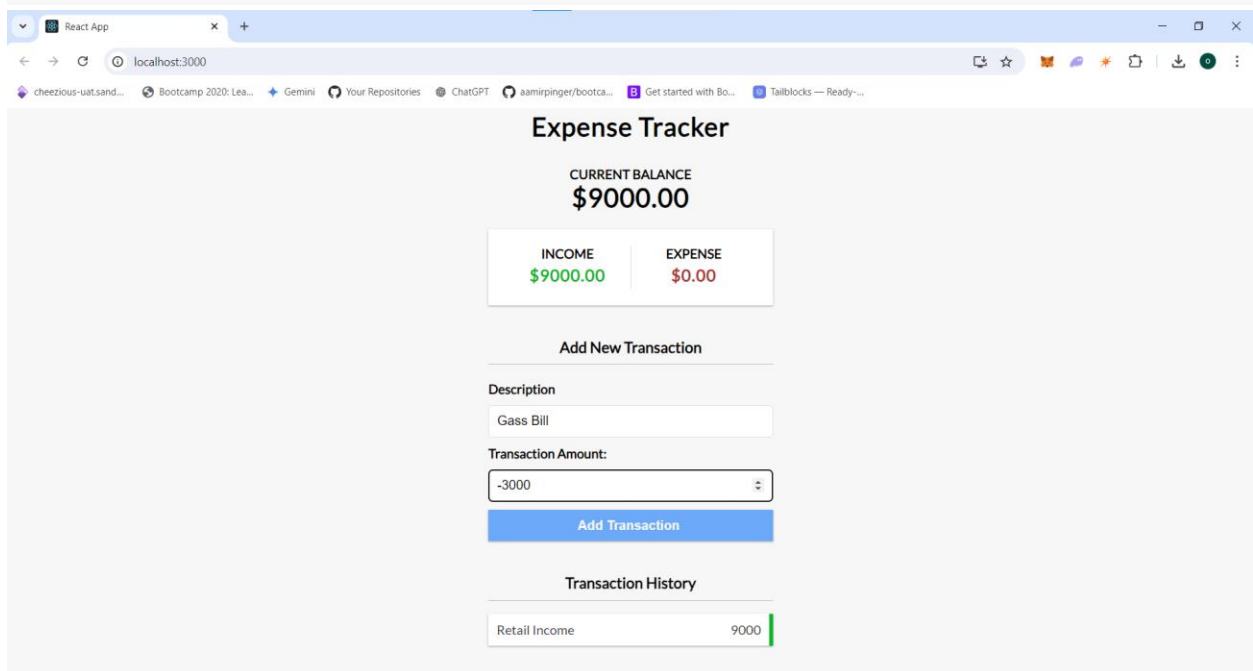 React App
localhost:3000
cheezious-uat.sand... Bootcamp 2020: Lea... Gemini Your Repositories ChatGPT aamirpinger/bootca... Get started with Bo... Tailblocks — Ready-...
Expense Tracker
CURRENT BALANCE
$9000.00
INCOME EXPENSE
$9000.00 $0.00
Add New Transaction
Description
Gass Bill
Transaction Amount:
-3000
Add Transaction
Transaction History
Retail Income 9000